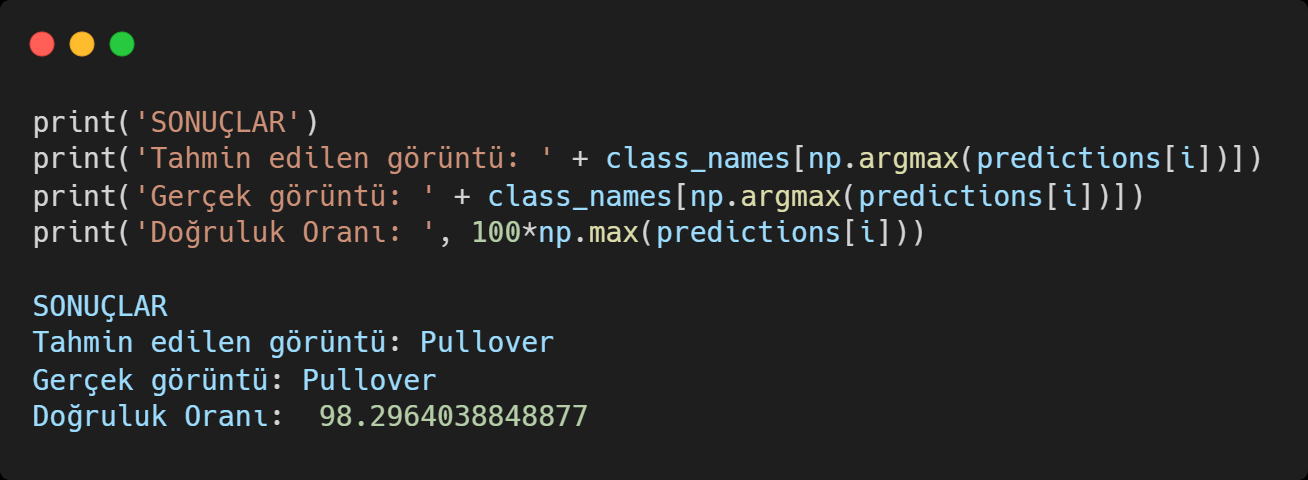 print('SONUÇLAR')
print('Tahmin edilen görüntü: ' + class_names[np.argmax(predictions[i])])
print('Gerçek görüntü: ' + class_names[np.argmax(predictions[i])])
print('Doğruluk Oranı: ', 100*np.max(predictions[i]))
SONUÇLAR
Tahmin edilen görüntü: Pullover
Gerçek görüntü: Pullover
Doğruluk Oranı:  98.2964038848877